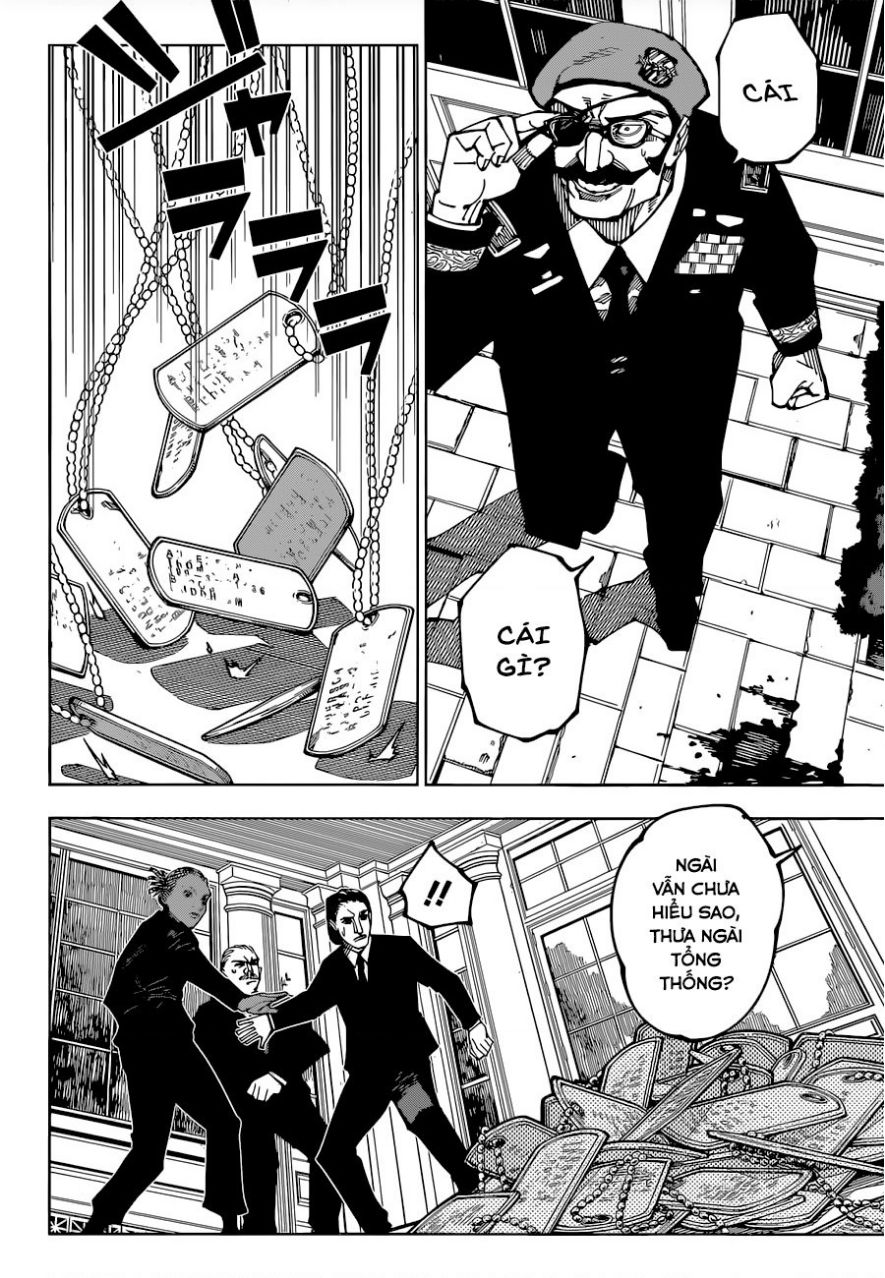 CÁI
CÁI
GÌ?
ジャラララ
!!
NGÀI
VẪN CHƯA
HIỂU SAO,
THƯA NGÀI
TỔNG
THỐNG?